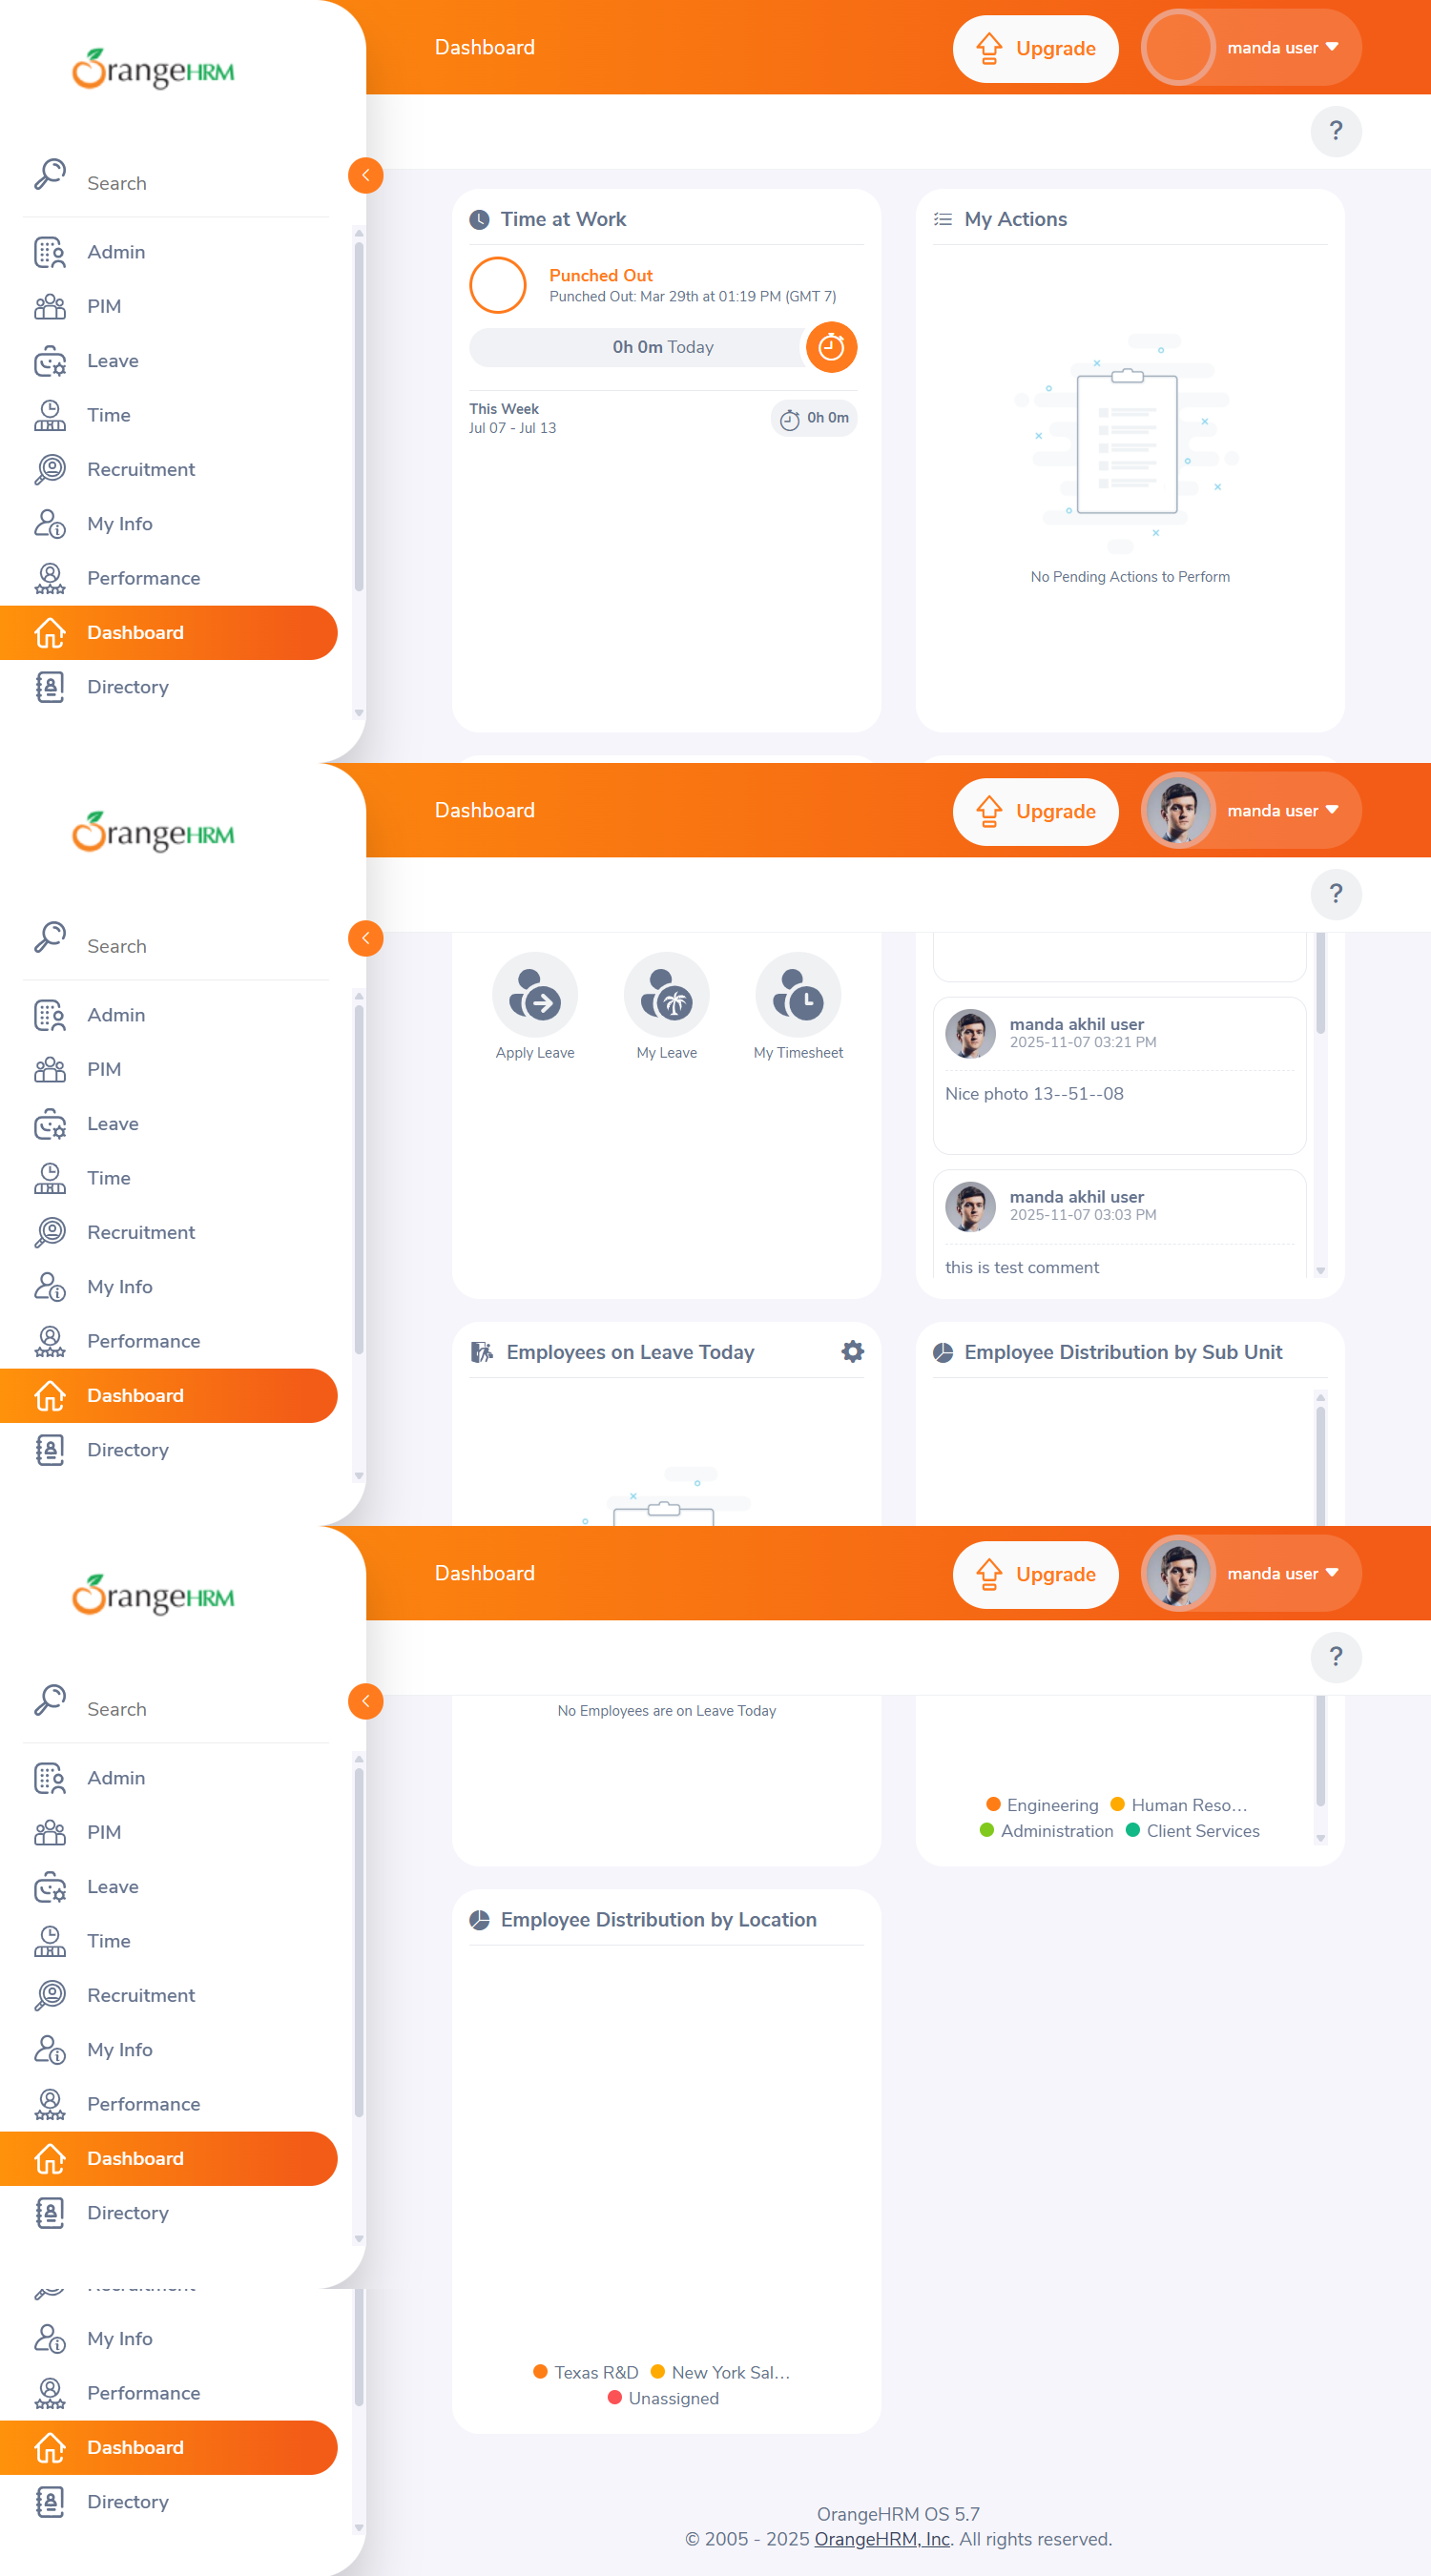 OrangeHRM
Dashboard
Upgrade
manda user
?
Search
Admin
PIM
Leave
Time
Recruitment
My Info
Performance
Dashboard
Directory
Time at Work
Punched Out
Punched Out: Mar 29th at 01:19 PM (GMT 7)
0h 0m Today
This Week
Jul 07 - Jul 13
0h 0m
My Actions
No Pending Actions to Perform
OrangeHRM
Dashboard
Upgrade
manda user
?
Search
Admin
PIM
Leave
Time
Recruitment
My Info
Performance
Dashboard
Directory
Apply Leave
My Leave
My Timesheet
manda akhil user
2025-11-07 03:21 PM
Nice photo 13--51--08
manda akhil user
2025-11-07 03:03 PM
this is test comment
Employees on Leave Today
Employee Distribution by Sub Unit
OrangeHRM
Dashboard
Upgrade
manda user
?
Search
Admin
PIM
Leave
Time
Recruitment
My Info
Performance
Dashboard
Directory
No Employees are on Leave Today
Engineering
Human Reso...
Administration
Client Services
Employee Distribution by Location
My Info
Performance
Dashboard
Directory
Texas R&D
New York Sal...
Unassigned
OrangeHRM OS 5.7
© 2005 - 2025 OrangeHRM, Inc. All rights reserved.